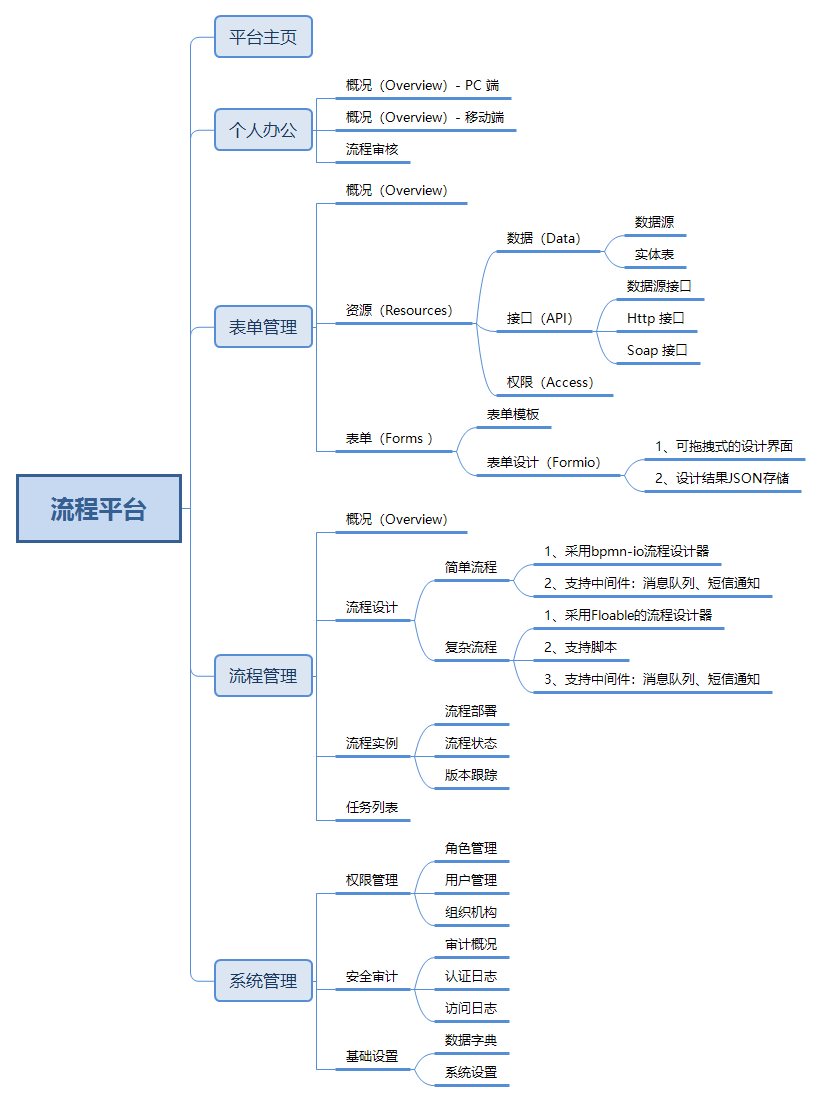 平台主页
概况（Overview）- PC 端
概况（Overview）- 移动端
个人办公
流程审核
概况（Overview）
数据源
数据（Data）
实体表
数据源接口
资源（Resources）
接口（API）
Http 接口
表单管理
Soap 接口
权限（Access）
表单模板
表单（Forms ）
1、可拖拽式的设计界面
表单设计（Formio）
2、设计结果JSON存储
流程平台
概况（Overview）
1、采用bpmn-io流程设计器
简单流程
2、支持中间件：消息队列、短信通知
流程设计
1、采用Floable的流程设计器
复杂流程
2、支持脚本
流程管理
3、支持中间件：消息队列、短信通知
流程部署
流程实例
流程状态
版本跟踪
任务列表
角色管理
权限管理
用户管理
组织机构
审计概况
系统管理
安全审计
认证日志
访问日志
数据字典
基础设置
系统设置